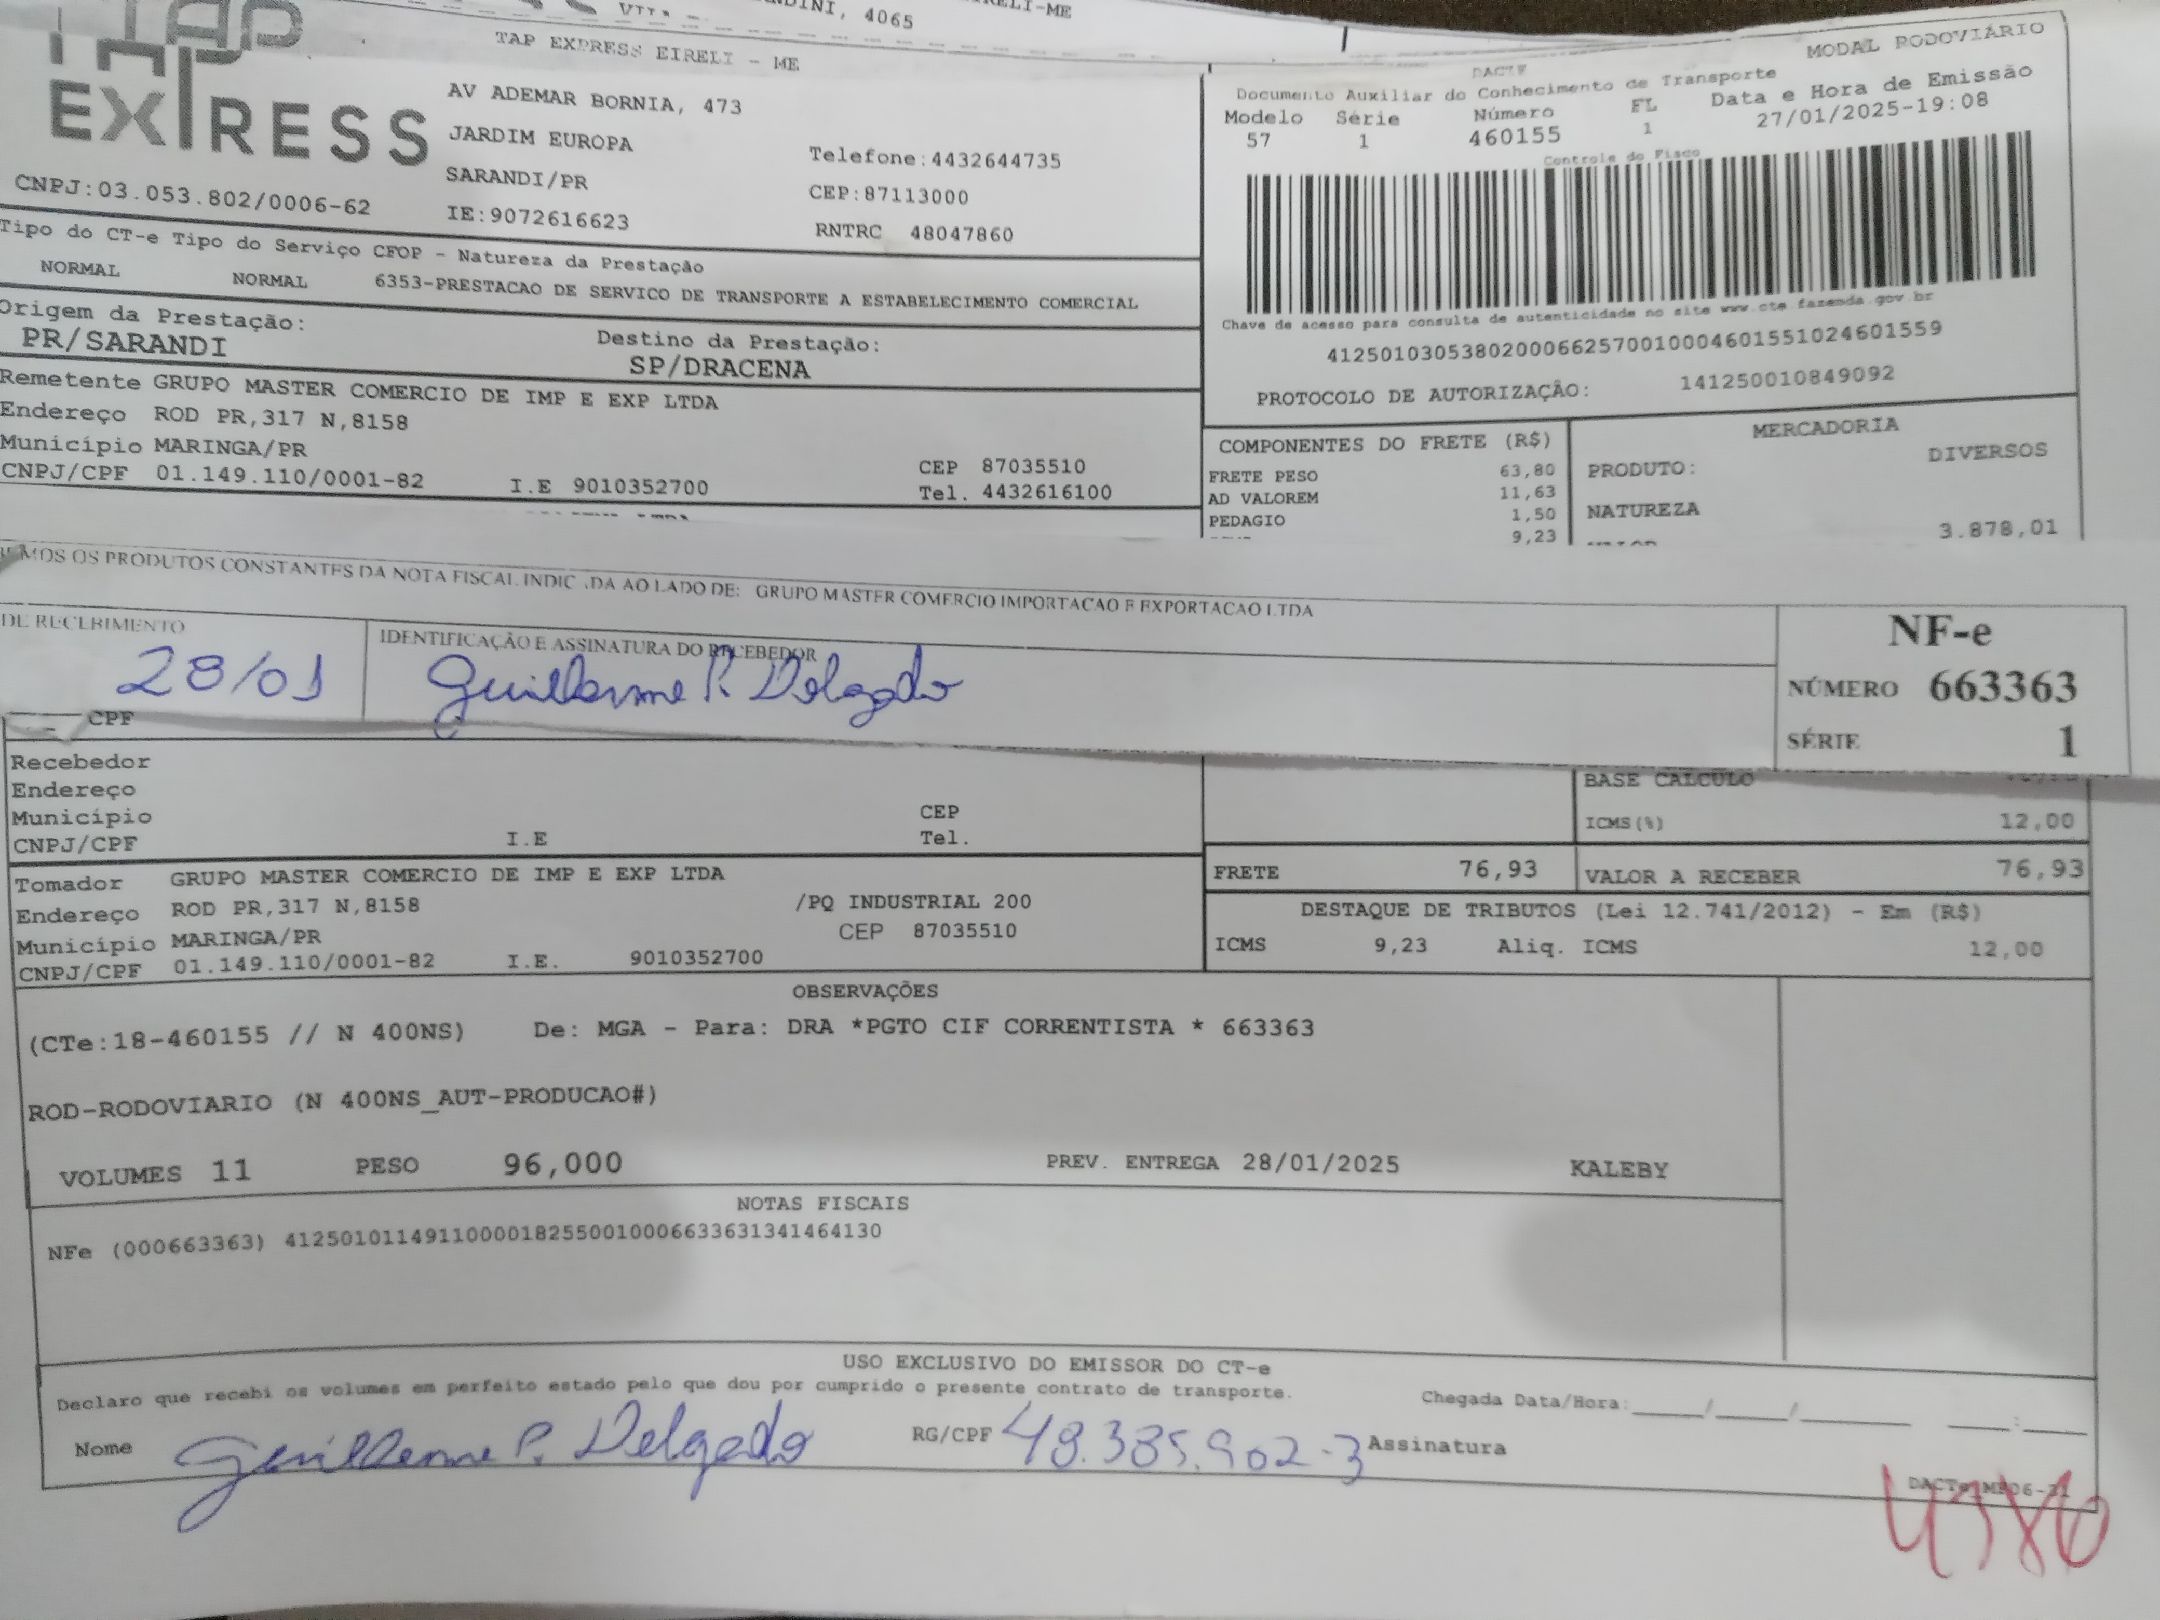 DINI, 4065
RELI-ME
TAP
EXPRESS
TAP EXPRESS EIRELI - ME
AV ADEMAR BORNIA, 473
JARDIM EUROPA
SARANDI/PR
IE:9072616623
Telefone:4432644735
CEP:87113000
RNTRC 48047860
CNPJ:03.053.802/0006-62
MODAL RODOVIÁRIO
DACTE
Documento Auxiliar do Conhecimento de Transporte
Modelo Série Número FL Data e Hora de Emissão
57 1 460155 1 27/01/2025-19:08
Controle do Fisco
Chave de acesso para consulta de autenticidade no site www.cte.fazenda.gov.br
41250103053802000662570010004601551024601559
PROTOCOLO DE AUTORIZAÇÃO: 141250010849092
Tipo do CT-e Tipo do Serviço CFOP - Natureza da Prestação
NORMAL NORMAL 6353-PRESTACAO DE SERVICO DE TRANSPORTE A ESTABELECIMENTO COMERCIAL
Origem da Prestação: Destino da Prestação:
PR/SARANDI SP/DRACENA
Remetente GRUPO MASTER COMERCIO DE IMP E EXP LTDA
Endereço ROD PR,317 N,8158
Município MARINGA/PR CEP 87035510
CNPJ/CPF 01.149.110/0001-82 I.E 9010352700 Tel. 4432616100
COMPONENTES DO FRETE (R$)
FRETE PESO 63,80
AD VALOREM 11,63
PEDAGIO 1,50
9,23
MERCADORIA
PRODUTO: DIVERSOS
NATUREZA
3.878,01
EMOS OS PRODUTOS CONSTANTES DA NOTA FISCAL INDIC DA AO LADO DE: GRUPO MASTER COMERCIO IMPORTACAO E EXPORTACAO LTDA
DE RECEBIMENTO
28/01
IDENTIFICAÇÃO E ASSINATURA DO RECEBEDOR
Guilherme P. Delgado
NF-e
NÚMERO 663363
SÉRIE 1
CPF
Recebedor
Endereço
Município CEP
CNPJ/CPF I.E Tel.
BASE CALCULO
ICMS(%) 12,00
Tomador GRUPO MASTER COMERCIO DE IMP E EXP LTDA
Endereço ROD PR,317 N,8158 /PQ INDUSTRIAL 200
Município MARINGA/PR CEP 87035510
CNPJ/CPF 01.149.110/0001-82 I.E. 9010352700
FRETE 76,93 VALOR A RECEBER 76,93
DESTAQUE DE TRIBUTOS (Lei 12.741/2012) - Em (R$)
ICMS 9,23 Aliq. ICMS 12,00
OBSERVAÇÕES
(CTe:18-460155 // N 400NS) De: MGA - Para: DRA *PGTO CIF CORRENTISTA * 663363
ROD-RODOVIARIO (N 400NS_AUT-PRODUCAO#)
VOLUMES 11 PESO 96,000 PREV. ENTREGA 28/01/2025 KALEBY
NOTAS FISCAIS
NFe (000663363) 41250101149110000182550010006633631341464130
USO EXCLUSIVO DO EMISSOR DO CT-e
Declaro que recebi os volumes em perfeito estado pelo que dou por cumprido o presente contrato de transporte.
Chegada Data/Hora:_____/_____/_______ ____:____
Nome Guilherme P. Delgado RG/CPF 48.385.902-3 Assinatura